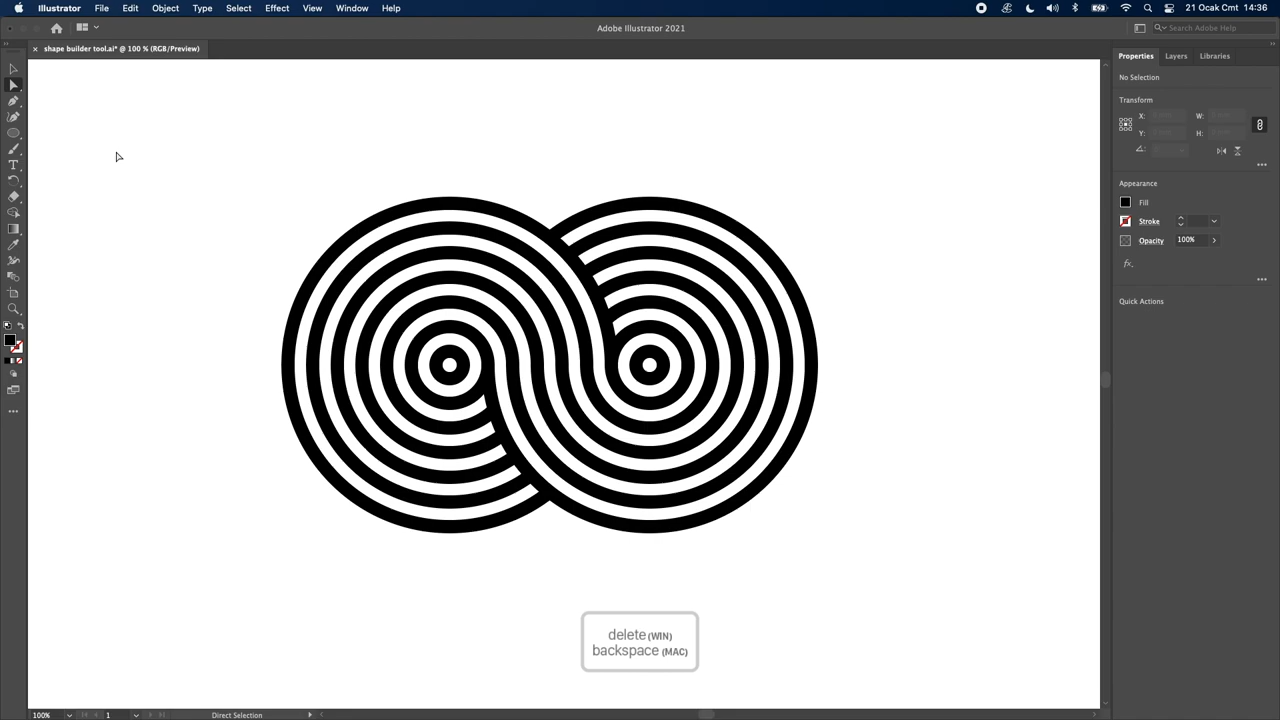 Illustrator File Edit Object Type Select Effect View Window Help 21 Ocak Cmt 14:36
Adobe Illustrator 2021 Search Adobe Help
× shape builder tool.ai* @ 100 % (RGB/Preview) Properties Layers Libraries
No Selection
Transform
X: W:
Y: H:
Appearance
Fill
Stroke
Opacity 100%
fx.
Quick Actions
delete (WIN)
backspace (MAC)
100% 1 Direct Selection